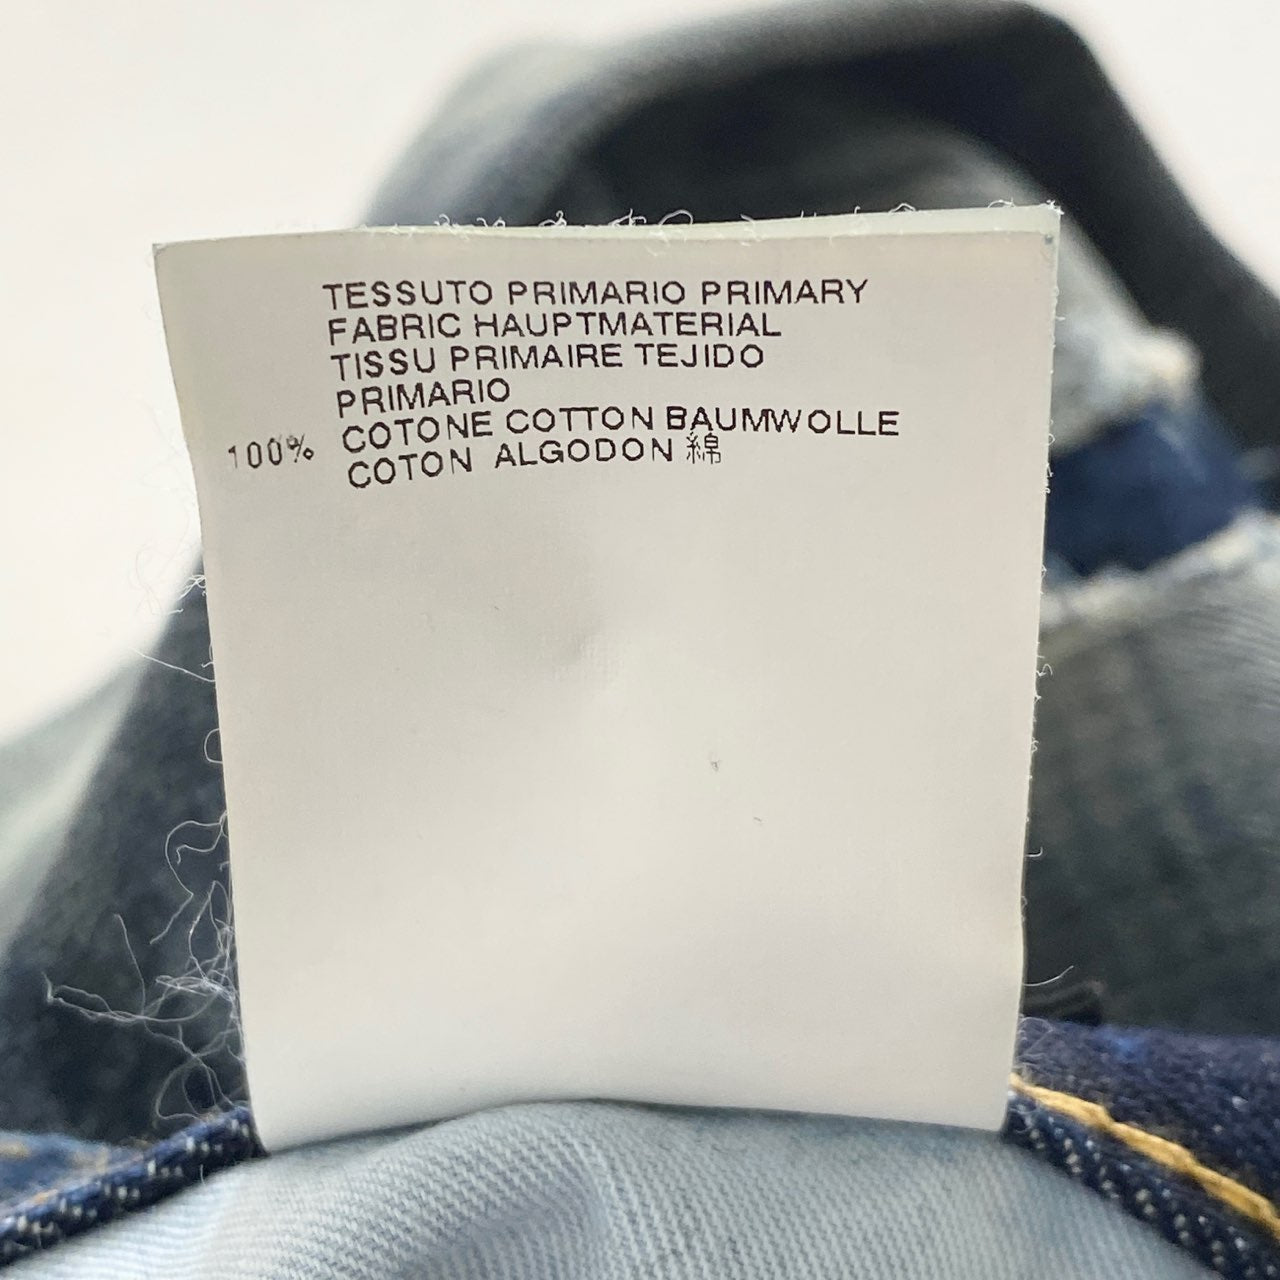 TESSUTO PRIMARIO PRIMARY
FABRIC HAUPTMATERIAL
TISSU PRIMAIRE TEJIDO
PRIMARIO
100% COTONE COTTON BAUMWOLLE
COTON ALGODON 綿